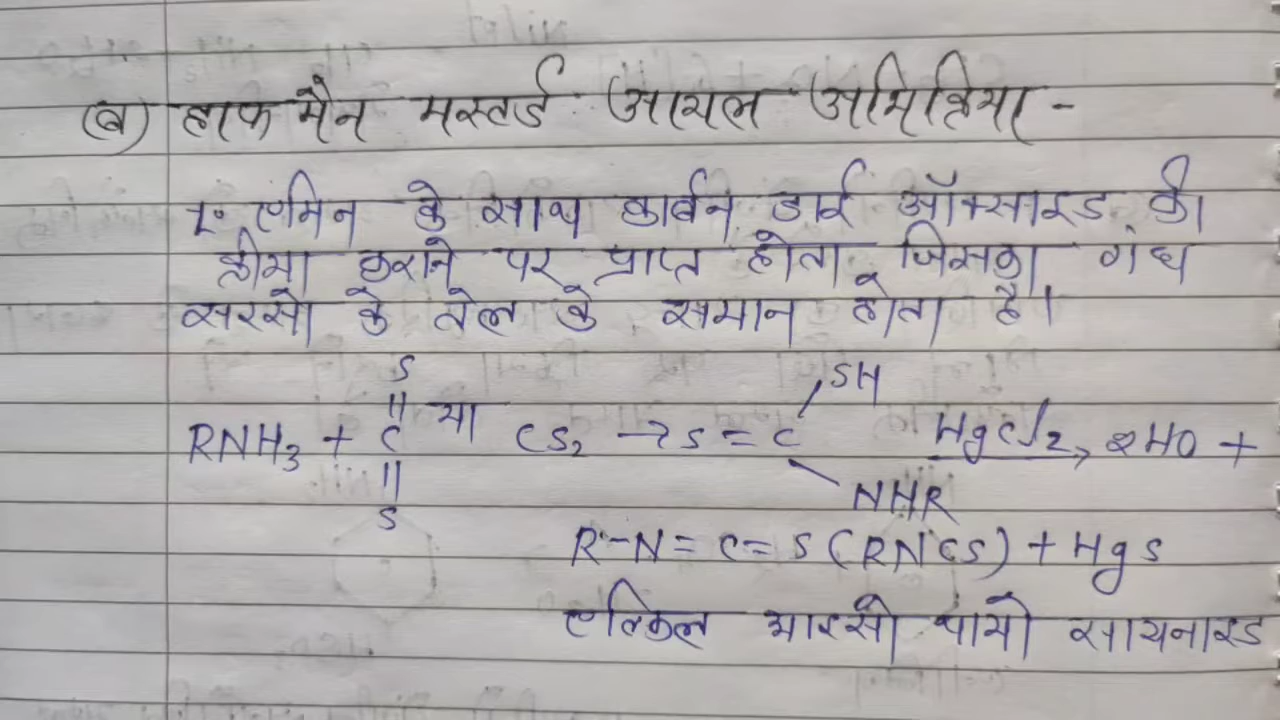 (ब) हाफ मैन मस्टर्ड आयल अभिक्रिया -
1° एमिन के साथ कार्बन डाई ऑक्साइड की
क्रीया कराने पर प्राप्त होता, जिसका गंध
सरसो के तेल के समान होता है।
S
RNH3 + C या CS2 → S = C SH HgCl2 → 2HO +
S
NHR
R-N = C = S (RNCS) + HgS
एल्किल आइसो थायो सायनाइड